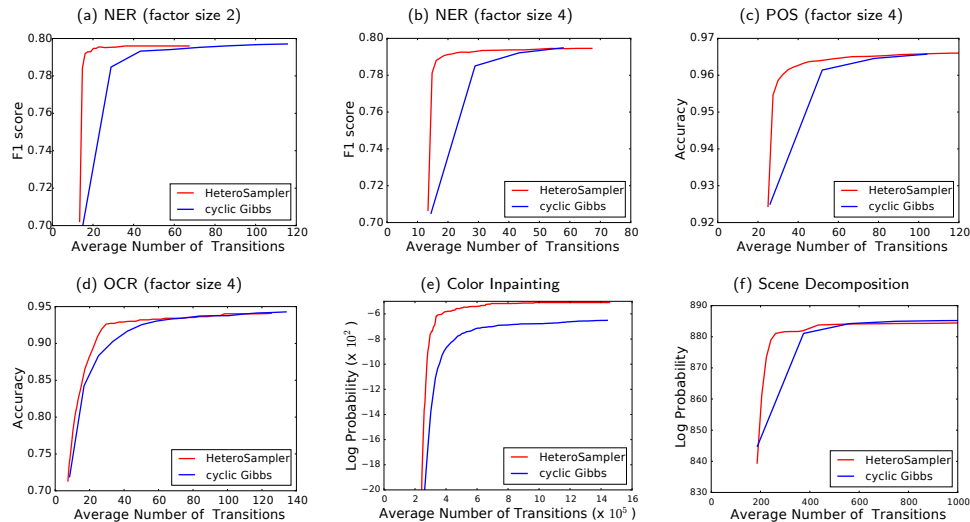 (a) NER (factor size 2)
F1 score
0.80
0.78
0.76
0.74
0.72
0.70
0 20 40 60 80 100 120
HeteroSampler
cyclic Gibbs
Average Number of Transitions
(b) NER (factor size 4)
F1 score
0.80
0.78
0.76
0.74
0.72
0.70
0 10 20 30 40 50 60 70 80
HeteroSampler
cyclic Gibbs
Average Number of Transitions
(c) POS (factor size 4)
Accuracy
0.97
0.96
0.95
0.94
0.93
0.92
0 20 40 60 80 100 120
HeteroSampler
cyclic Gibbs
Average Number of Transitions
(d) OCR (factor size 4)
Accuracy
0.95
0.90
0.85
0.80
0.75
0.70
0 20 40 60 80 100 120 140
HeteroSampler
cyclic Gibbs
Average Number of Transitions
(e) Color Inpainting
Log Probability (x 10²)
−6
−8
−10
−12
−14
−16
−18
−20
0 2 4 6 8 10 12 14 16
HeteroSampler
cyclic Gibbs
Average Number of Transitions (x 10⁵)
(f) Scene Decomposition
Log Probability
890
880
870
860
850
840
830
0 200 400 600 800 1000
HeteroSampler
cyclic Gibbs
Average Number of Transitions